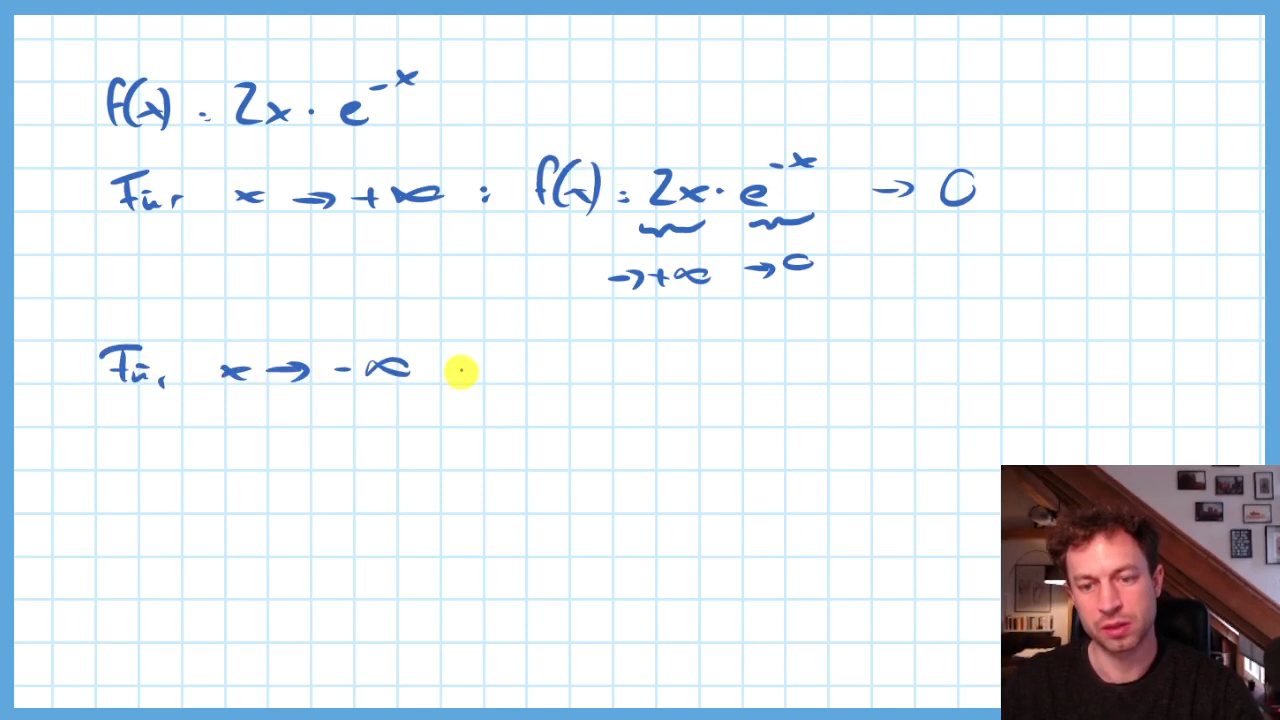 f(x) = 2x · e^{-x}
Für x → +∞ : f(x) = 2x · e^{-x} → 0
→+∞ →0
Für x → -∞